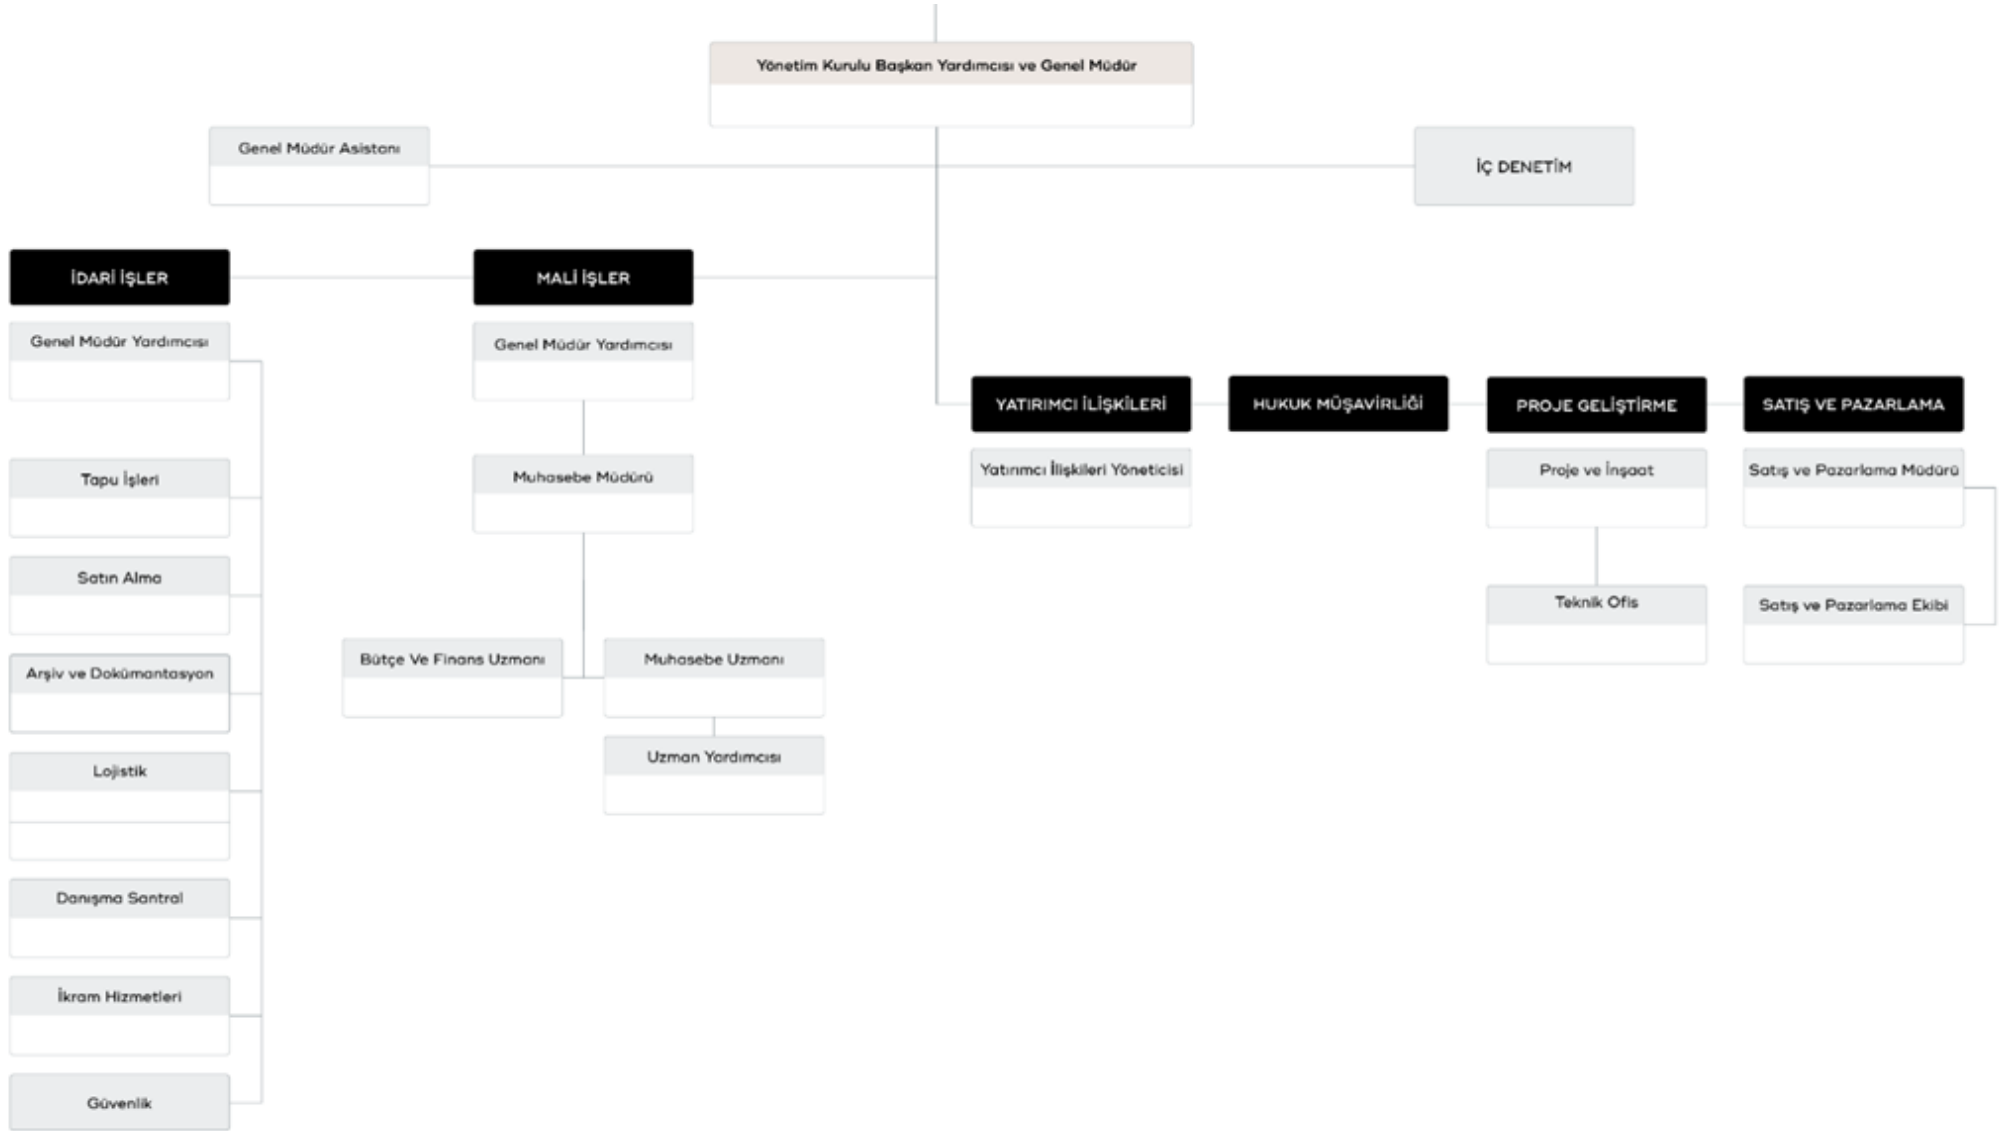 Yönetim Kurulu Başkan Yardımcısı ve Genel Müdür
Genel Müdür Asistanı
İÇ DENETİM
İDARİ İŞLER
MALİ İŞLER
Genel Müdür Yardımcısı
Genel Müdür Yardımcısı
YATIRIMCI İLİŞKİLERİ
HUKUK MÜŞAVİRLİĞİ
PROJE GELİŞTİRME
SATIŞ VE PAZARLAMA
Tapu İşleri
Muhasebe Müdürü
Yatırımcı İlişkileri Yöneticisi
Proje ve İnşaat
Satış ve Pazarlama Müdürü
Satın Alma
Teknik Ofis
Satış ve Pazarlama Ekibi
Arşiv ve Dokümantasyon
Bütçe Ve Finans Uzmanı
Muhasebe Uzmanı
Lojistik
Uzman Yardımcısı
Danışma Santral
İkram Hizmetleri
Güvenlik